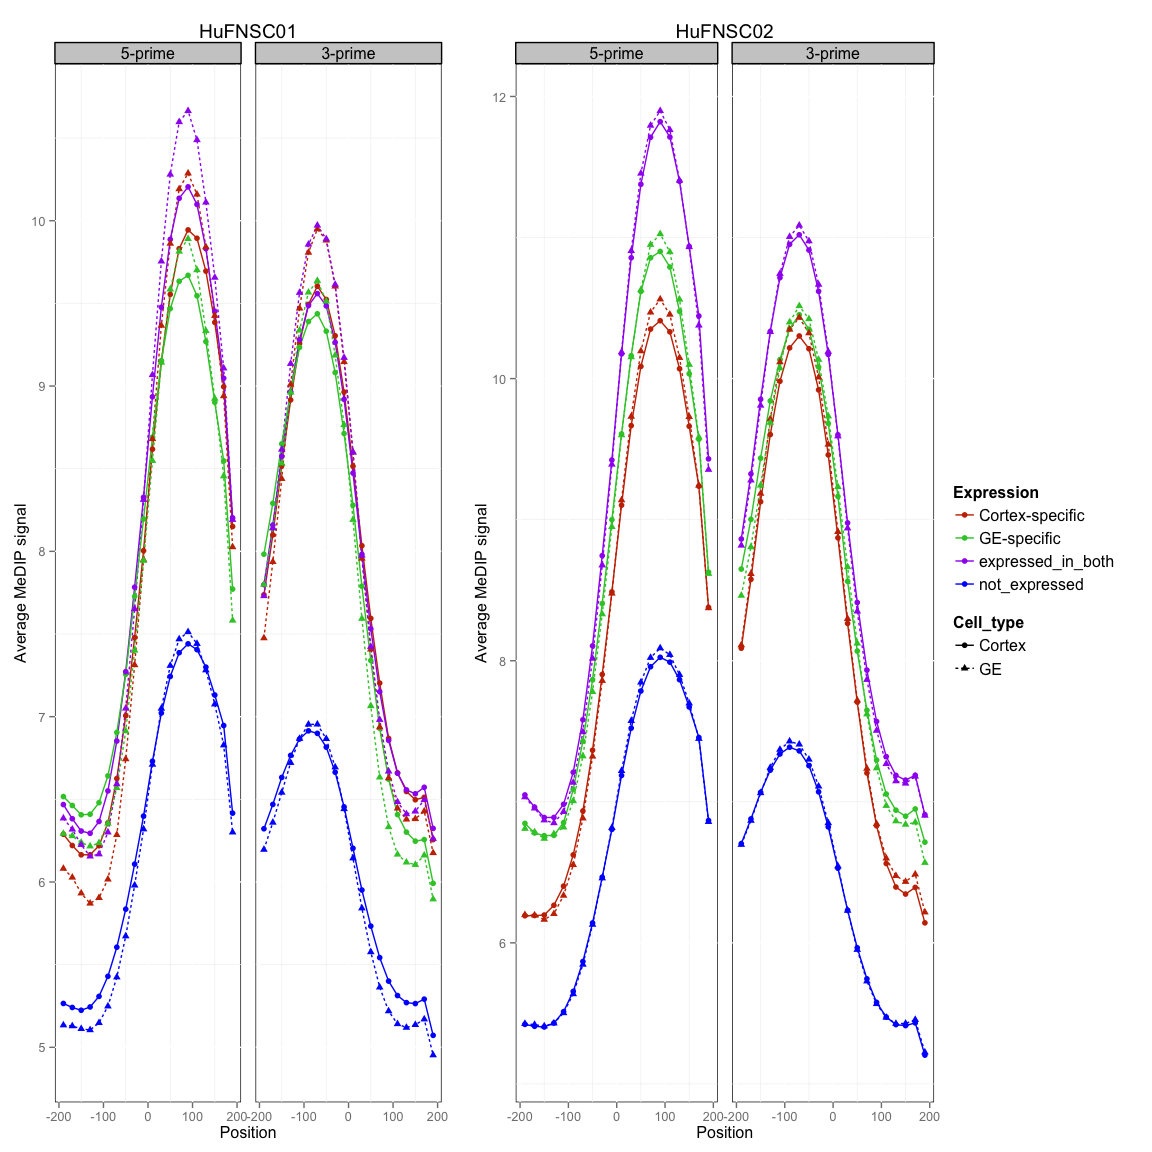 HuFNSC01
HuFNSC02
5-prime
3-prime
5-prime
3-prime
Average MeDIP signal
10
9
8
7
6
5
-200
-100
0
100
200
-200
-100
0
100
200
Position
Average MeDIP signal
12
10
8
6
-200
-100
0
100
200
-200
-100
0
100
200
Position
Expression
Cortex-specific
GE-specific
expressed_in_both
not_expressed
Cell_type
Cortex
GE